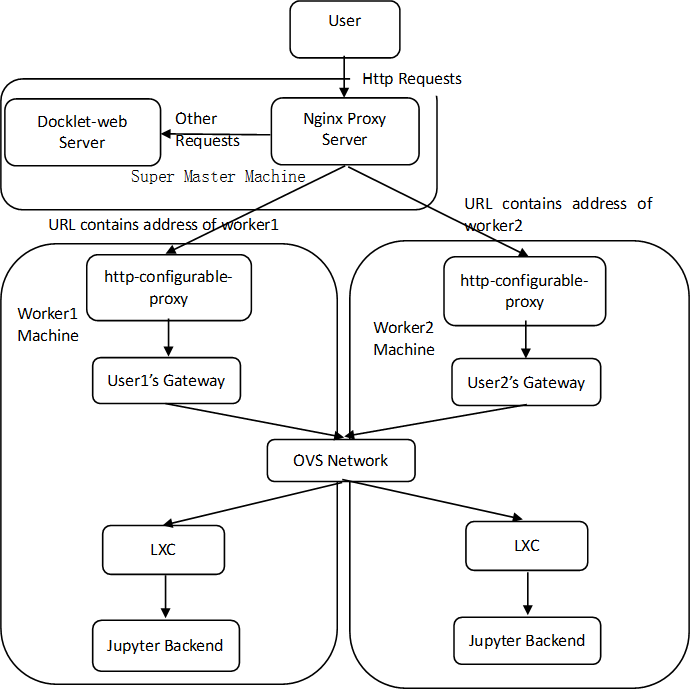 User
Http Requests
Docklet-web
Server
Other
Requests
Nginx Proxy
Server
Super Master Machine
URL contains address of
worker2
URL contains address of worker1
http-configurable-
proxy
http-configurable-
proxy
Worker1
Machine
Worker2
Machine
User1's Gateway
User2's Gateway
OVS Network
LXC
LXC
Jupyter Backend
Jupyter Backend